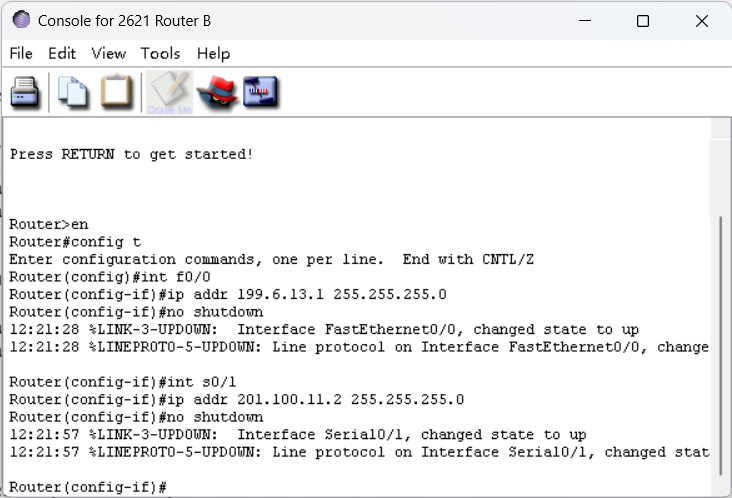 Console for 2621 Router B
File Edit View Tools Help
Grade Me
Press RETURN to get started!
Router>en
Router#config t
Enter configuration commands, one per line.  End with CNTL/Z
Router(config)#int f0/0
Router(config-if)#ip addr 199.6.13.1 255.255.255.0
Router(config-if)#no shutdown
12:21:28 %LINK-3-UPDOWN:  Interface FastEthernet0/0, changed state to up
12:21:28 %LINEPROTO-5-UPDOWN: Line protocol on Interface FastEthernet0/0, change
Router(config-if)#int s0/1
Router(config-if)#ip addr 201.100.11.2 255.255.255.0
Router(config-if)#no shutdown
12:21:57 %LINK-3-UPDOWN:  Interface Serial0/1, changed state to up
12:21:57 %LINEPROTO-5-UPDOWN: Line protocol on Interface Serial0/1, changed stat
Router(config-if)#